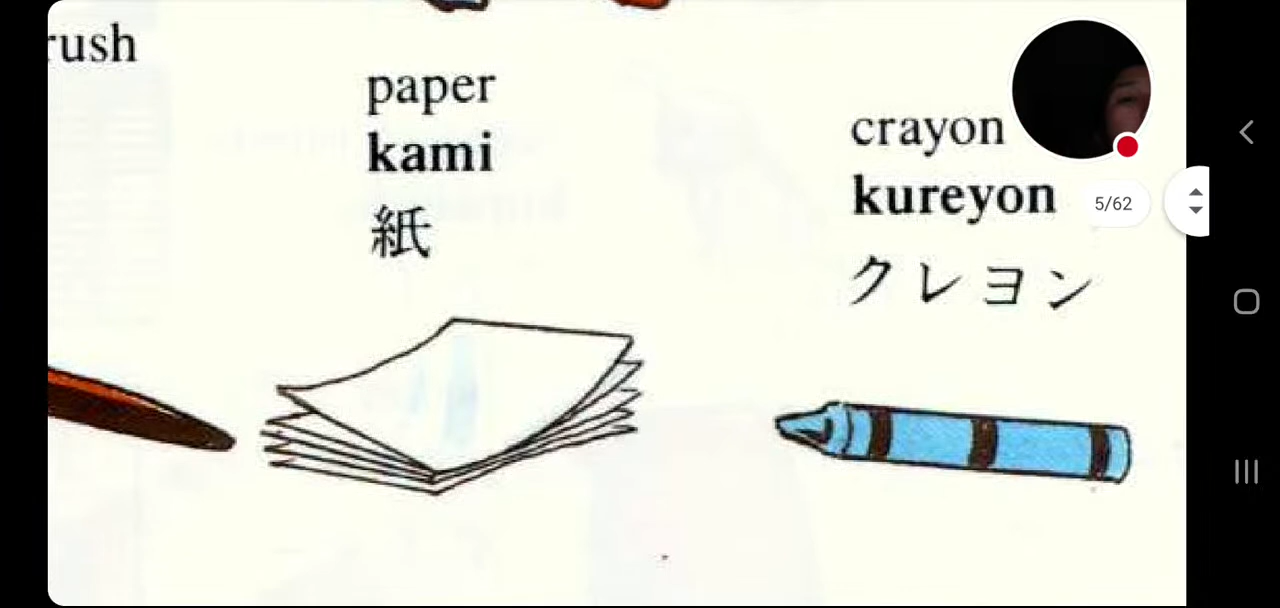 rush
paper
kami
紙
crayon
kureyon
クレヨン
5/62